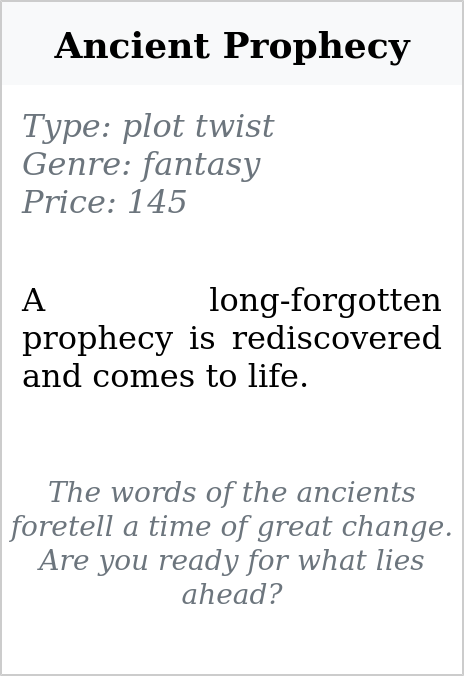 Ancient Prophecy
Type: plot twist
Genre: fantasy
Price: 145
A long-forgotten
prophecy is rediscovered
and comes to life.
The words of the ancients
foretell a time of great change.
Are you ready for what lies
ahead?